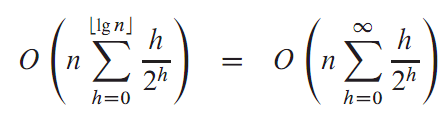 O ( n ∑_{h=0}^{⌊lg n⌋} h/2^h ) = O ( n ∑_{h=0}^{∞} h/2^h )